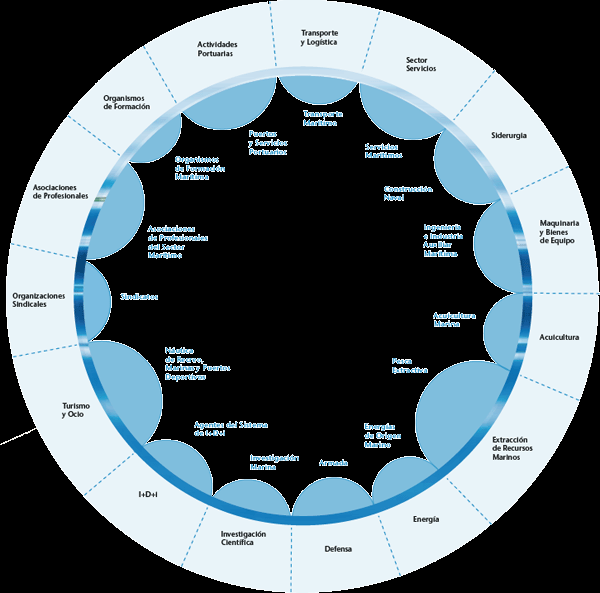 Transporte
y Logística
Sector
Servicios
Siderurgia
Maquinaria
y Bienes
de Equipo
Acuicultura
Extracción
de Recursos
Marinos
Energía
Defensa
Investigación
Científica
I+D+i
Turismo
y Ocio
Organizaciones
Sindicales
Asociaciones
de Profesionales
Organismos
de Formación
Actividades
Portuarias
Transporte
Marítimo
Servicios
Marítimos
Construcción
Naval
Ingeniería
e Industria
Auxiliar
Marítima
Acuicultura
Marina
Pesca
Extractiva
Energías
de Origen
Marino
Armada
Investigación
Marina
Agentes del Sistema
de I+D+i
Náutica
de Recreo,
Marinas y Puertos
Deportivos
Sindicatos
Asociaciones
de Profesionales
del Sector
Marítimo
Organismos
de Formación
Marítima
Puertos
y Servicios
Portuarios